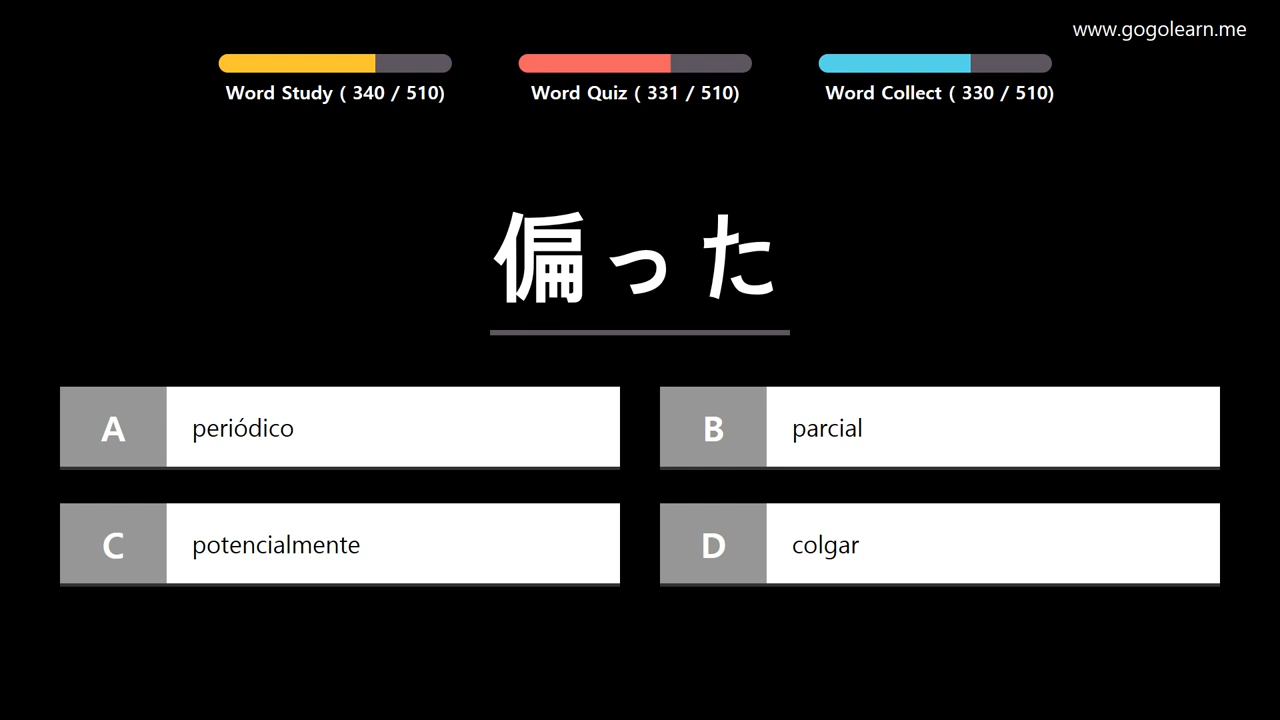 www.gogolearn.me
Word Study ( 340 / 510)
Word Quiz ( 331 / 510)
Word Collect ( 330 / 510)
偏った
A periódico
B parcial
C potencialmente
D colgar